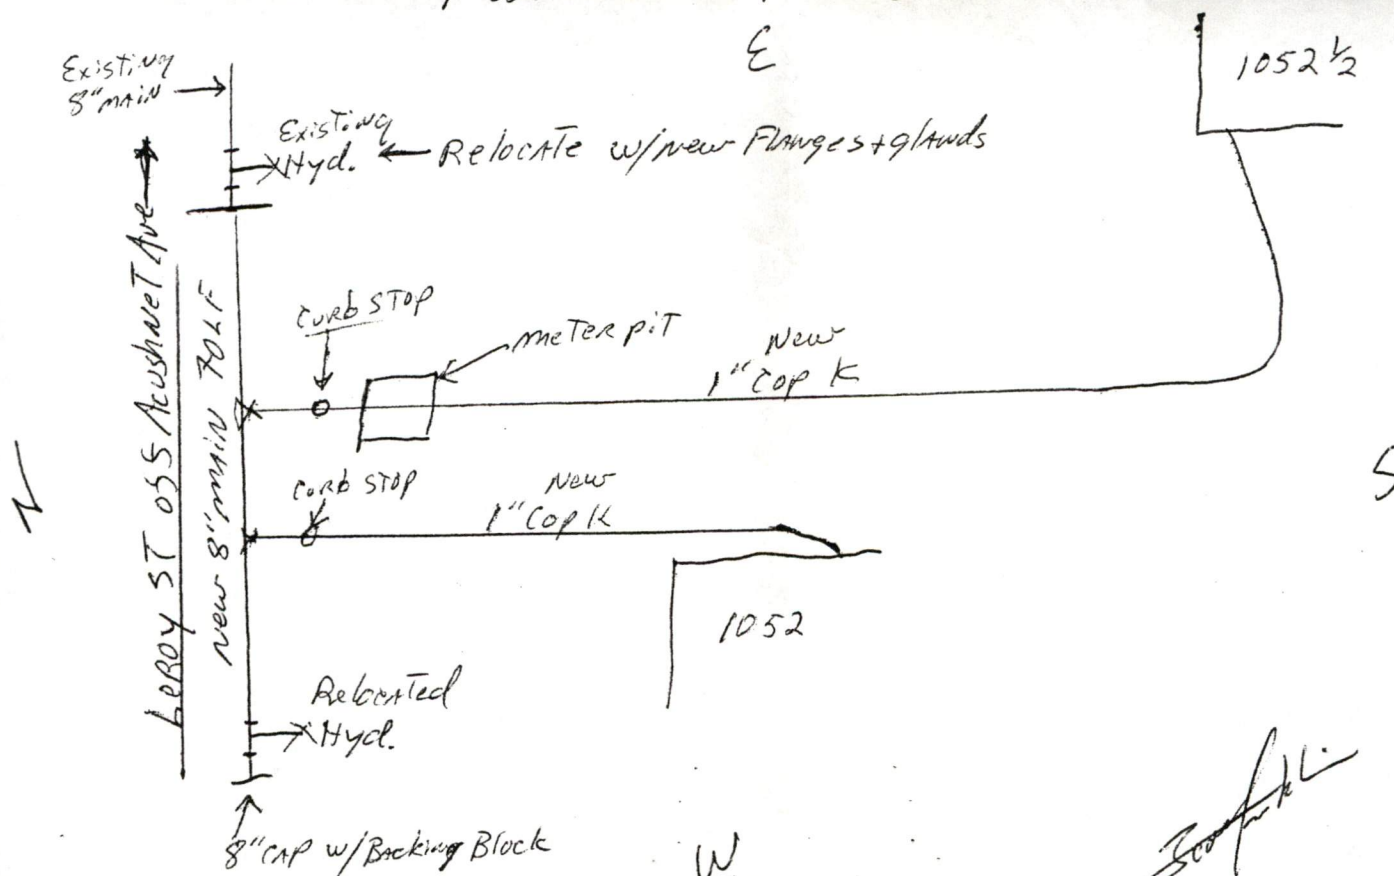 E
1052 1/2
Existing
8" MAIN
Existing
Hyd.
Relocate w/new Flanges + glands
LeRoy ST off Acushnet Ave
New 8" MAIN 70LF
Curb STOP
meter pit
New
1" Cop K
N
S
Curb STOP
New
1" Cop K
1052
Relocated
Hyd.
8" CAP w/Backing Block
W